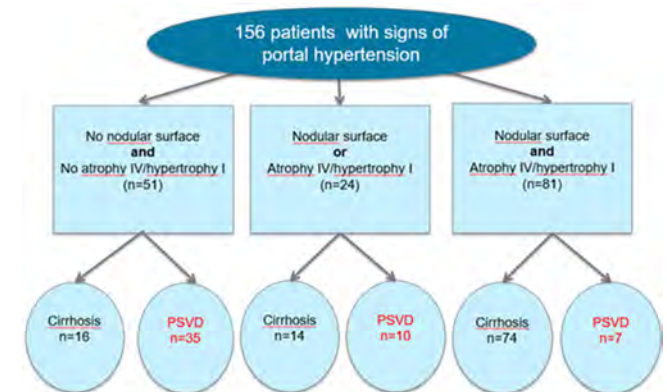 156 patients with signs of
portal hypertension
No nodular surface
and
No atrophy IV/hypertrophy I
(n=51)
Nodular surface
or
Atrophy IV/hypertrophy I
(n=24)
Nodular surface
and
Atrophy IV/hypertrophy I
(n=81)
Cirrhosis
n=16
PSVD
n=35
Cirrhosis
n=14
PSVD
n=10
Cirrhosis
n=74
PSVD
n=7